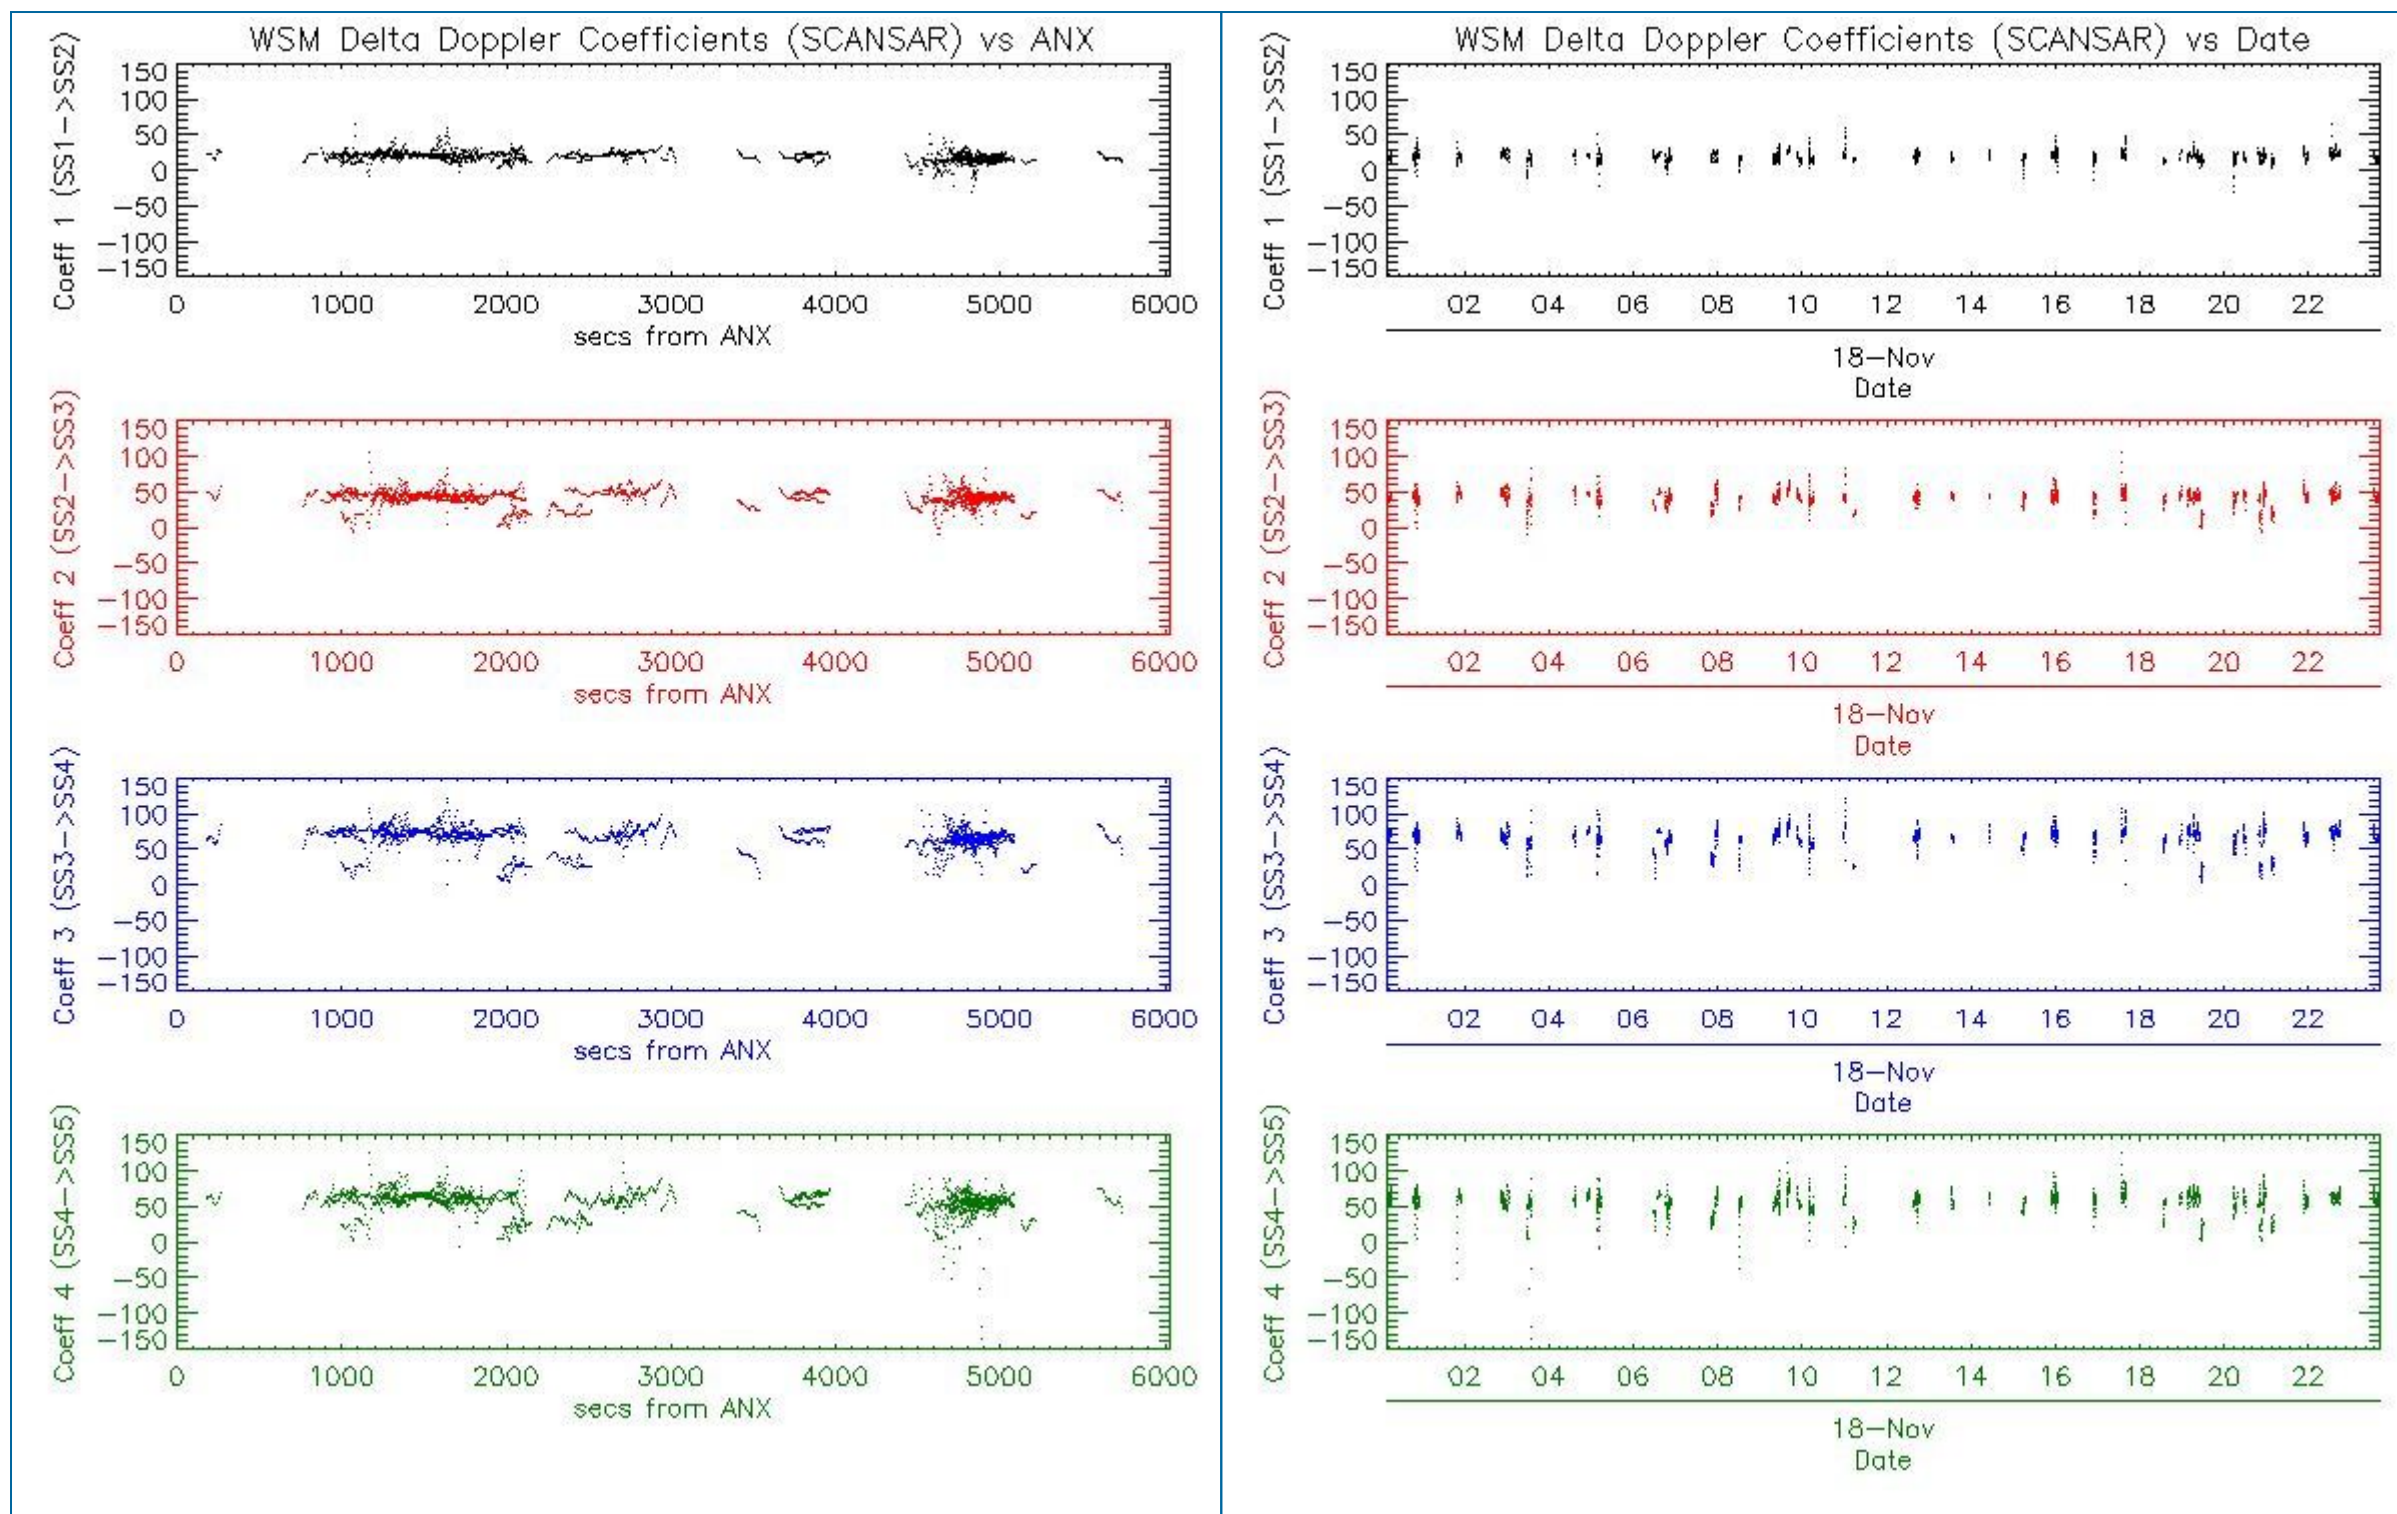 WSM Delta Doppler Coefficients (SCANSAR) vs ANX
Coeff 1 (SS1->SS2)
150
100
50
0
-50
-100
-150
0 1000 2000 3000 4000 5000 6000
secs from ANX
Coeff 2 (SS2->SS3)
150
100
50
0
-50
-100
-150
0 1000 2000 3000 4000 5000 6000
secs from ANX
Coeff 3 (SS3->SS4)
150
100
50
0
-50
-100
-150
0 1000 2000 3000 4000 5000 6000
secs from ANX
Coeff 4 (SS4->SS5)
150
100
50
0
-50
-100
-150
0 1000 2000 3000 4000 5000 6000
secs from ANX
WSM Delta Doppler Coefficients (SCANSAR) vs Date
Coeff 1 (SS1->SS2)
150
100
50
0
-50
-100
-150
02 04 06 08 10 12 14 16 18 20 22
18-Nov
Date
Coeff 2 (SS2->SS3)
150
100
50
0
-50
-100
-150
02 04 06 08 10 12 14 16 18 20 22
18-Nov
Date
Coeff 3 (SS3->SS4)
150
100
50
0
-50
-100
-150
02 04 06 08 10 12 14 16 18 20 22
18-Nov
Date
Coeff 4 (SS4->SS5)
150
100
50
0
-50
-100
-150
02 04 06 08 10 12 14 16 18 20 22
18-Nov
Date